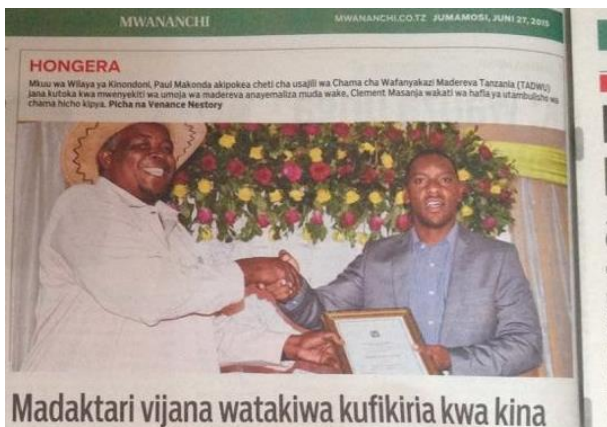 MWANANCHI
MWANANCHI.CO.TZ JUMAMOSI, JUNI 27, 2015
HONGERA
Mkuu wa Wilaya ya Kinondoni, Paul Makonda akipokea cheti cha usajili wa Chama cha Wafanyakazi Madereva Tanzania (TADWU)
jana kutoka kwa mwenyekiti wa umoja wa madereva anayemaliza muda wake, Clement Masanja wakati wa hafla ya utambulisho wa
chama hicho kipya. Picha na Venance Nestory
Madaktari vijana watakiwa kufikiria kwa kina